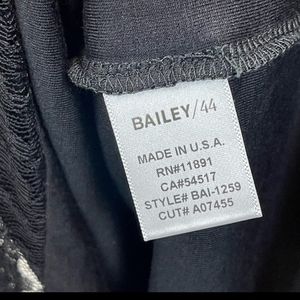 BAILEY/44
MADE IN U.S.A.
RN#11891
CA#54517
STYLE# BAI-1259
CUT# A07455